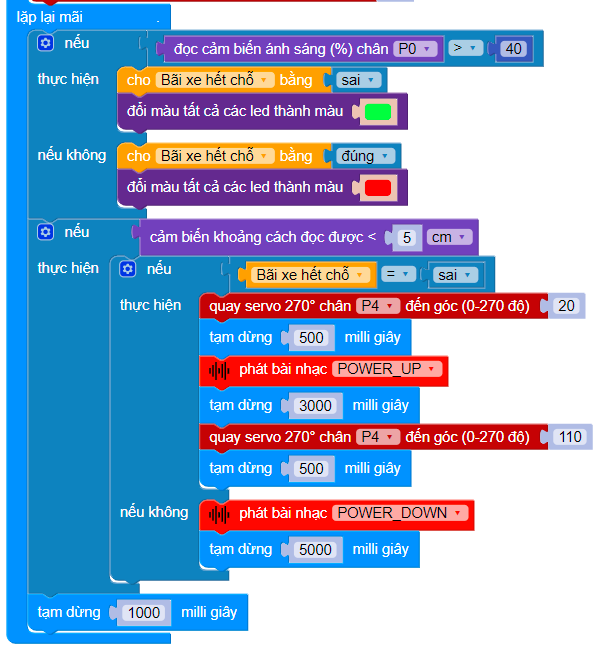 lặp lại mãi .
nếu đọc cảm biến ánh sáng (%) chân P0 > 40
thực hiện cho Bãi xe hết chỗ bằng sai
đổi màu tất cả các led thành màu
nếu không cho Bãi xe hết chỗ bằng đúng
đổi màu tất cả các led thành màu
nếu cảm biến khoảng cách đọc được < 5 cm
thực hiện nếu Bãi xe hết chỗ = sai
thực hiện quay servo 270° chân P4 đến góc (0-270 độ) 20
tạm dừng 500 milli giây
phát bài nhạc POWER_UP
tạm dừng 3000 milli giây
quay servo 270° chân P4 đến góc (0-270 độ) 110
tạm dừng 500 milli giây
nếu không phát bài nhạc POWER_DOWN
tạm dừng 5000 milli giây
tạm dừng 1000 milli giây